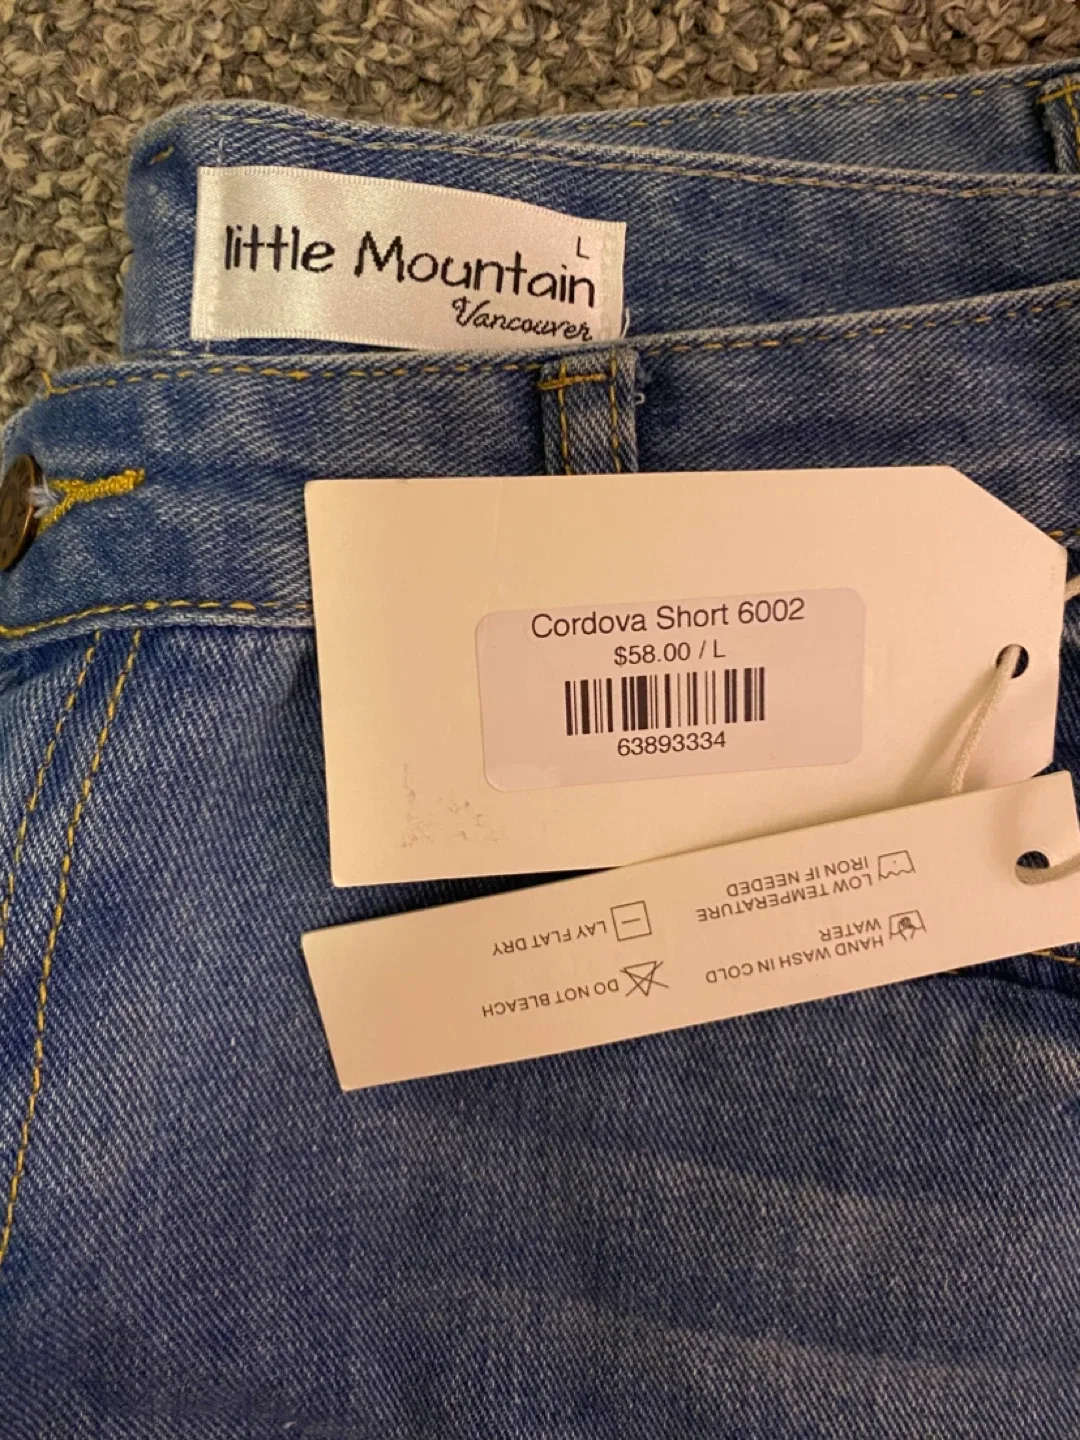 little Mountain
L
Vancouver
Cordova Short 6002
$58.00 / L
63893334
HAND WASH IN COLD
WATER
DO NOT BLEACH
LOW TEMPERATURE
IRON IF NEEDED
LAY FLAT DRY